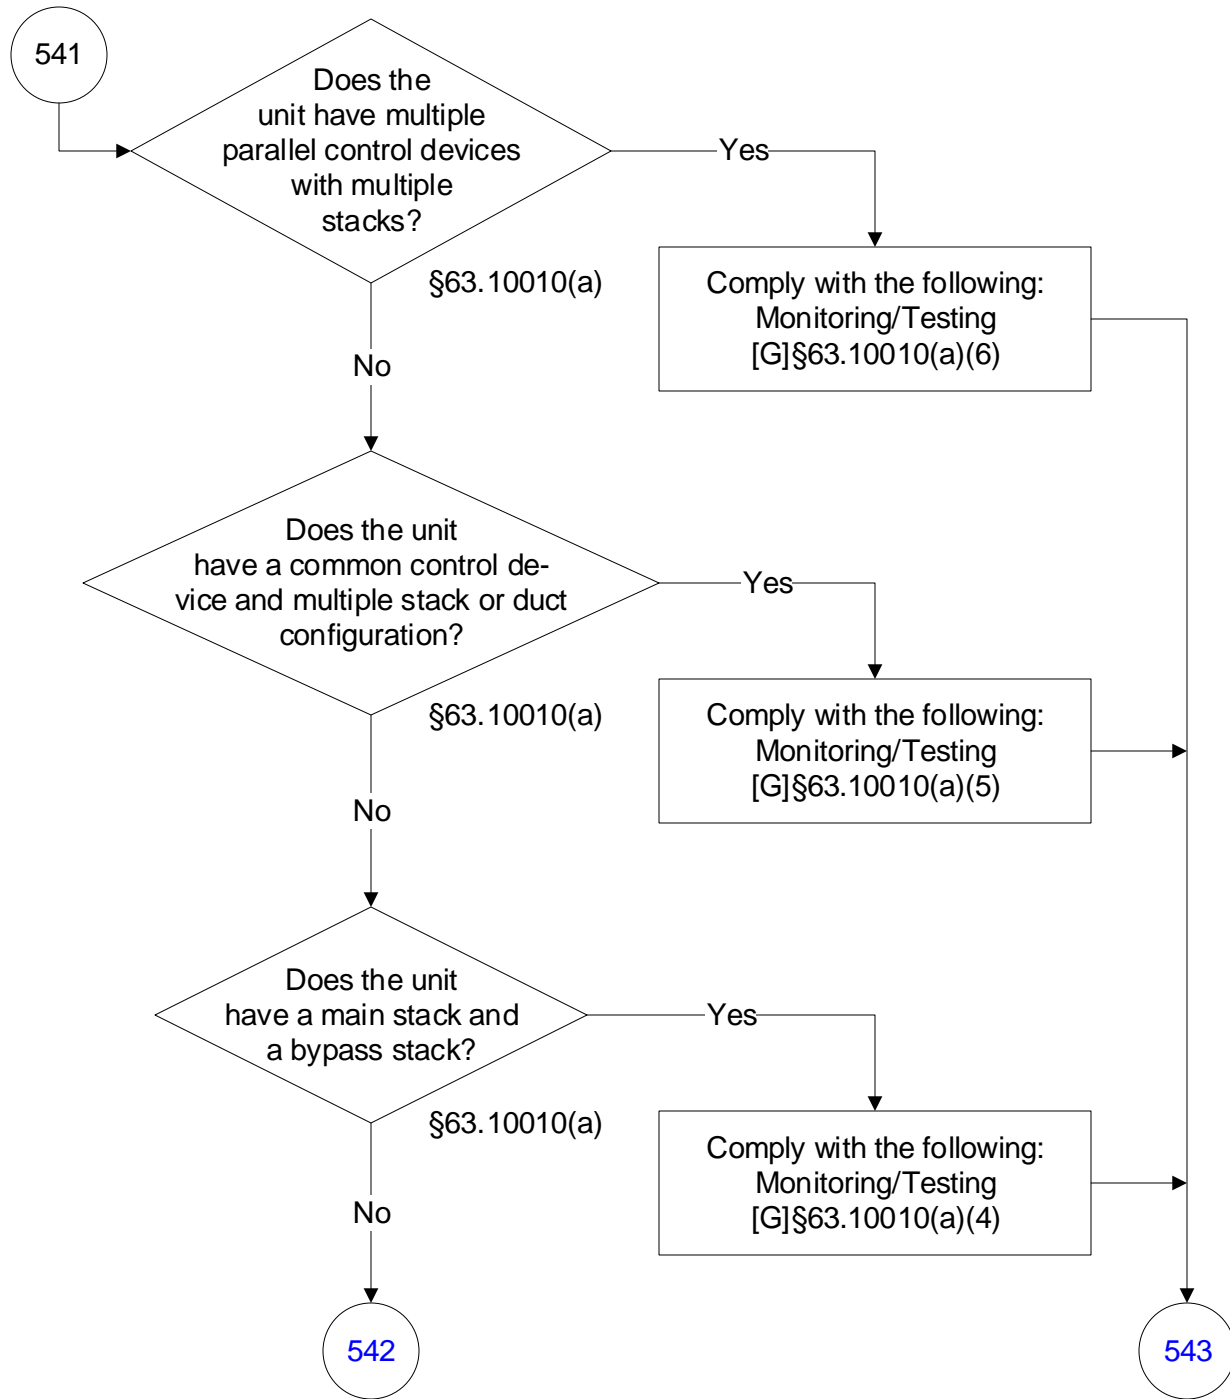 541
Does the
unit have multiple
parallel control devices
with multiple
stacks?
Yes
§63.10010(a)
Comply with the following:
Monitoring/Testing
[G]§63.10010(a)(6)
No
Does the unit
have a common control de-
vice and multiple stack or duct
configuration?
Yes
§63.10010(a)
Comply with the following:
Monitoring/Testing
[G]§63.10010(a)(5)
No
Does the unit
have a main stack and
a bypass stack?
Yes
§63.10010(a)
Comply with the following:
Monitoring/Testing
[G]§63.10010(a)(4)
No
542
543